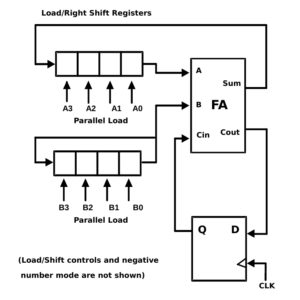 Load/Right Shift Registers
A
Sum
A3 A2 A1 A0
Parallel Load
B
FA
Cin
Cout
B3 B2 B1 B0
Parallel Load
Q D
(Load/Shift controls and negative
number mode are not shown)
CLK